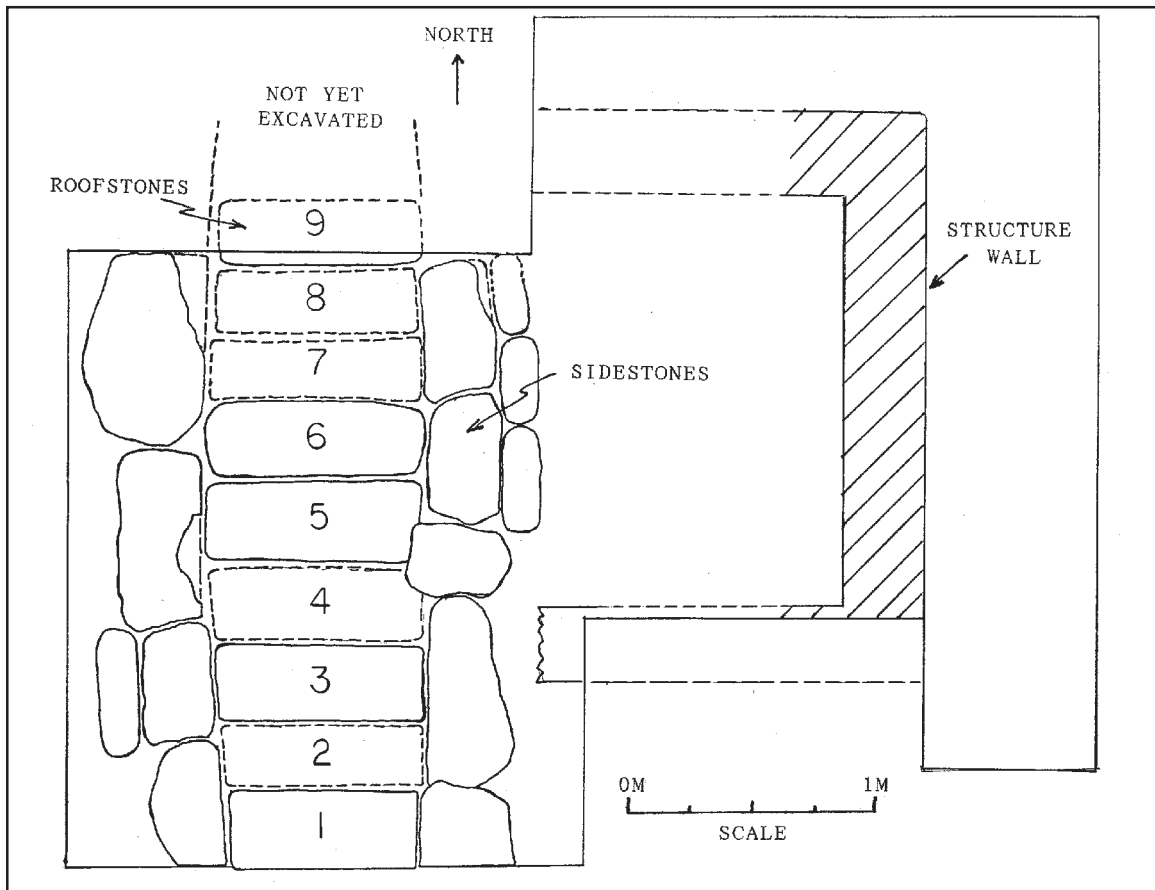 NORTH
NOT YET
EXCAVATED
ROOFSTONES
9
STRUCTURE
WALL
8
7
SIDESTONES
6
5
4
3
2
0M 1M
1
SCALE